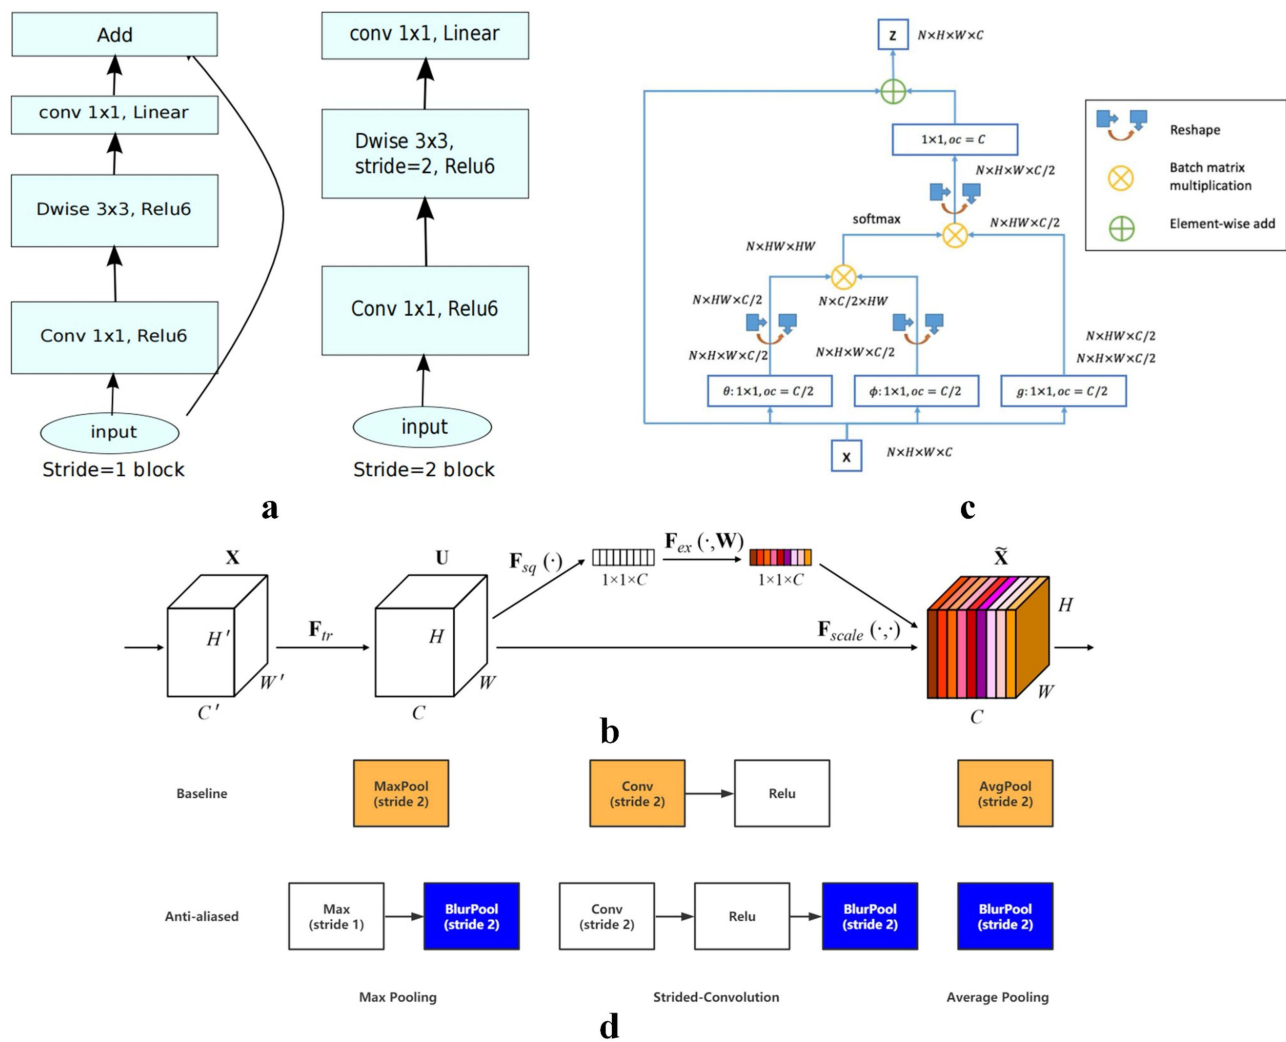 Add
conv 1x1, Linear
Dwise 3x3, Relu6
Conv 1x1, Relu6
input
Stride=1 block
conv 1x1, Linear
Dwise 3x3,
stride=2, Relu6
Conv 1x1, Relu6
input
Stride=2 block
a
Z
N×H×W×C
1×1, oc = C
N×H×W×C/2
softmax
N×HW×C/2
N×HW×HW
N×HW×C/2
N×C/2×HW
N×H×W×C/2
N×H×W×C/2
N×HW×C/2
N×H×W×C/2
θ: 1×1, oc = C/2
ϕ: 1×1, oc = C/2
g: 1×1, oc = C/2
X
N×H×W×C
Reshape
Batch matrix
multiplication
Element-wise add
c
X
H′
W′
C′
F_tr
U
H
W
C
F_sq (·)
1×1×C
F_ex (·,W)
1×1×C
F_scale (·,·)
X̃
H
W
C
b
Baseline
MaxPool
(stride 2)
Conv
(stride 2)
Relu
AvgPool
(stride 2)
Anti-aliased
Max
(stride 1)
BlurPool
(stride 2)
Conv
(stride 2)
Relu
BlurPool
(stride 2)
BlurPool
(stride 2)
Max Pooling
Strided-Convolution
Average Pooling
d